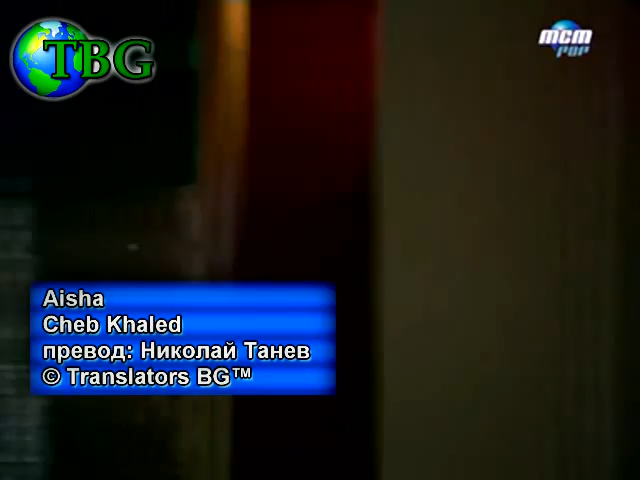 TBG
mcm
POP
Aisha
Cheb Khaled
превод: Николай Танев
© Translators BG™